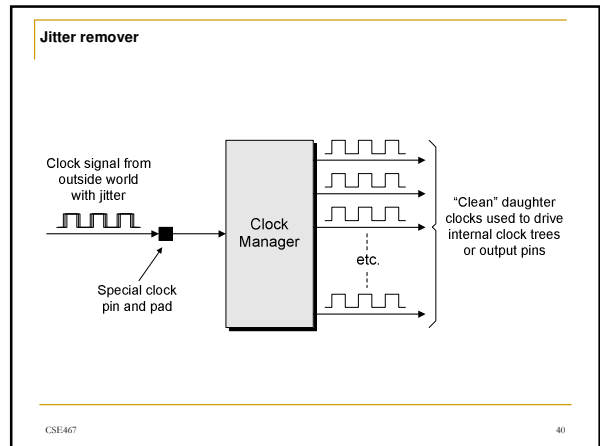 Jitter remover
Clock signal from
outside world
with jitter
Special clock
pin and pad
Clock
Manager
etc.
“Clean” daughter
clocks used to drive
internal clock trees
or output pins
CSE467
40